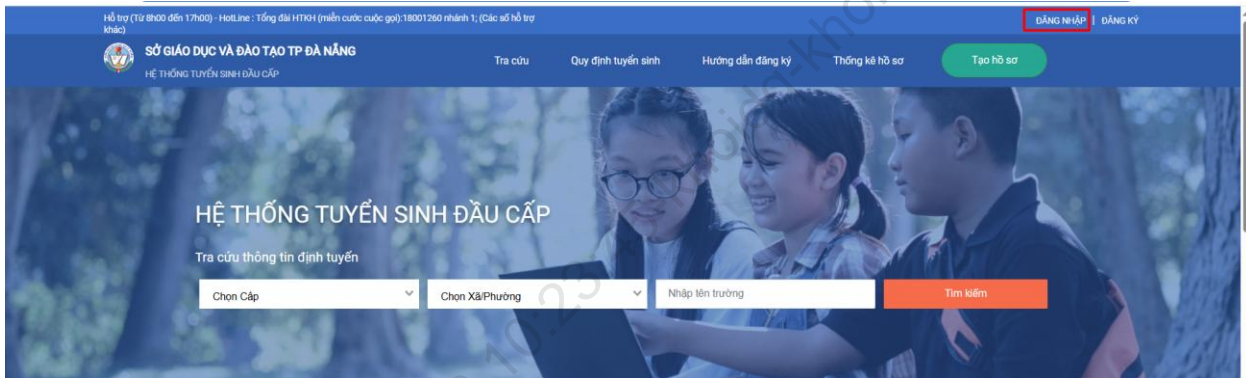 Hỗ trợ (Từ 8h00 đến 17h00) - HotLine : Tổng đài HTKH (miễn cước cuộc gọi):18001260 nhánh 1; (Các số hỗ trợ
khác)
ĐĂNG NHẬP | ĐĂNG KÝ
SỞ GIÁO DỤC VÀ ĐÀO TẠO TP ĐÀ NẴNG
HỆ THỐNG TUYỂN SINH ĐẦU CẤP
Tra cứu Quy định tuyển sinh Hướng dẫn đăng ký Thống kê hồ sơ Tạo hồ sơ
HỆ THỐNG TUYỂN SINH ĐẦU CẤP
Tra cứu thông tin định tuyến
Chọn Cấp Chọn Xã/Phường Nhập tên trường Tìm kiếm